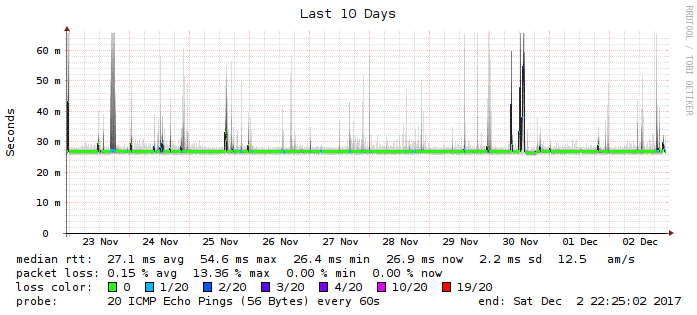 Last 10 Days
RRDTOOL / TOBI OETIKER
Seconds
60 m
50 m
40 m
30 m
20 m
10 m
0
23 Nov 24 Nov 25 Nov 26 Nov 27 Nov 28 Nov 29 Nov 30 Nov 01 Dec 02 Dec
median rtt: 27.1 ms avg 54.6 ms max 26.4 ms min 26.9 ms now 2.2 ms sd 12.5 am/s
packet loss: 0.15 % avg 13.36 % max 0.00 % min 0.00 % now
loss color: 0 1/20 2/20 3/20 4/20 10/20 19/20
probe: 20 ICMP Echo Pings (56 Bytes) every 60s end: Sat Dec 2 22:25:02 2017